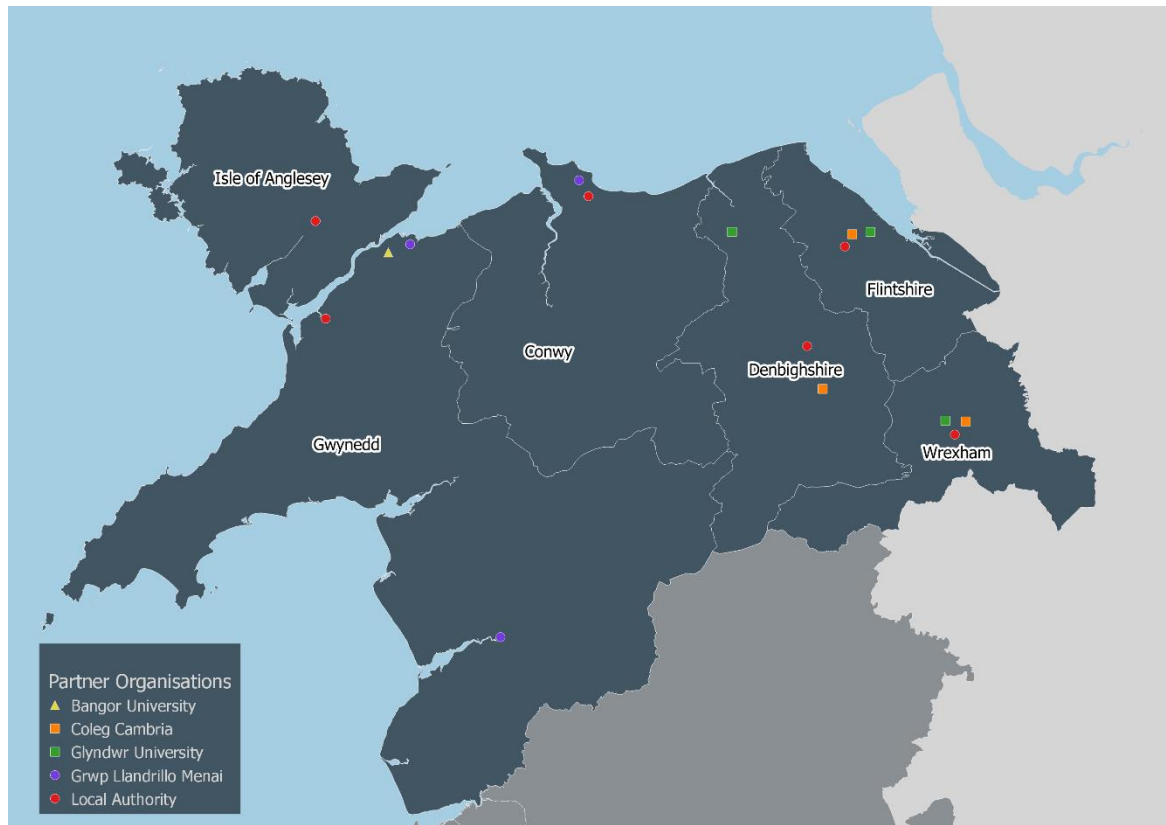 Isle of Anglesey
Flintshire
Conwy
Denbighshire
Gwynedd
Wrexham
Partner Organisations
Bangor University
Coleg Cambria
Glyndwr University
Grwp Llandrillo Menai
Local Authority